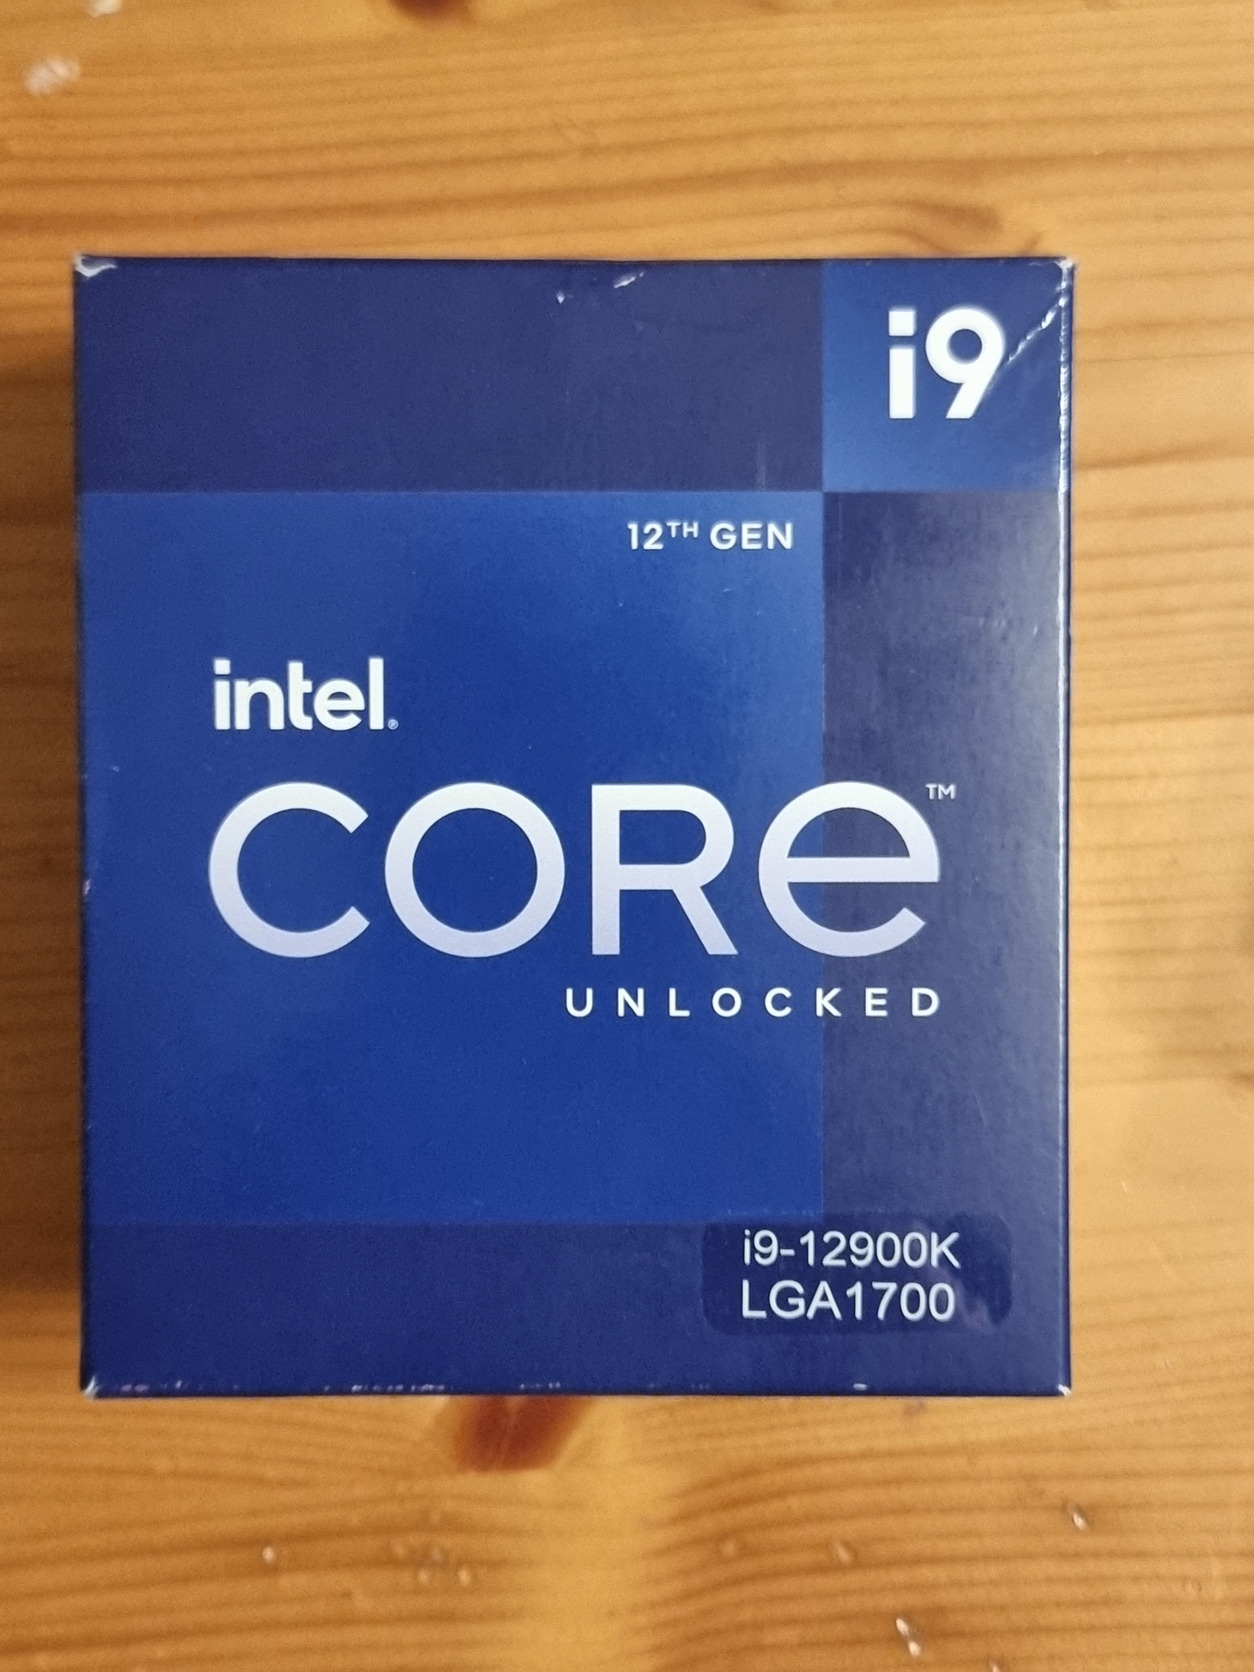 i9
12TH GEN
intel®
CORe™
UNLOCKED
i9-12900K
LGA1700